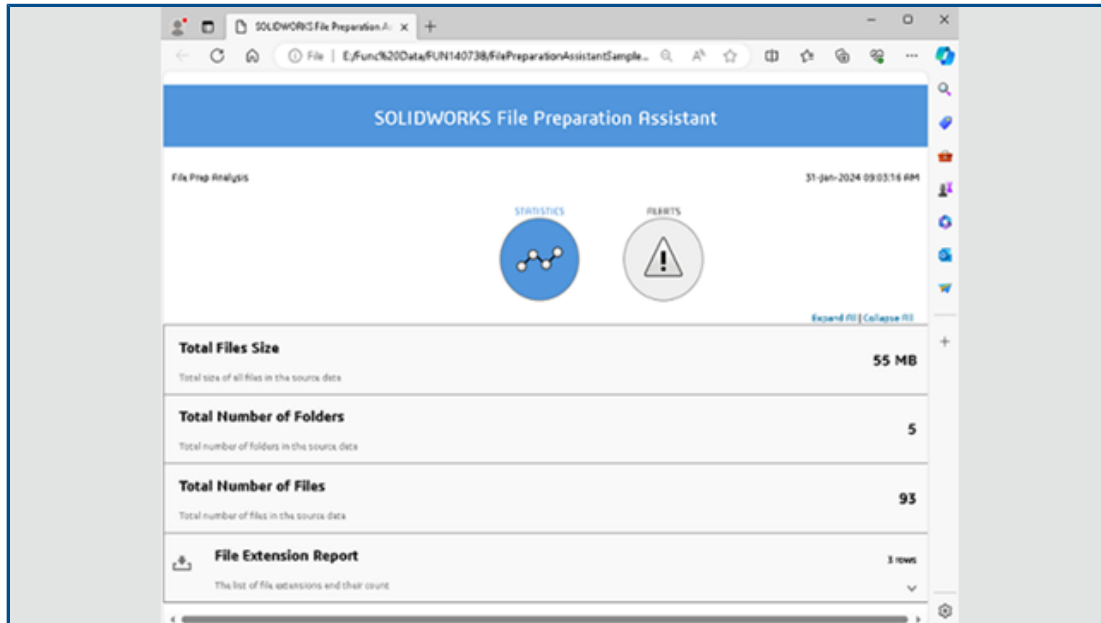 SOLIDWORKS File Preparation A
File | E:/Func%20Data/FUN140738/FilePreparationAssistantSample...
SOLIDWORKS File Preparation Assistant
File Prep Analysis 31-Jan-2024 09:03:16 AM
STATISTICS ALERTS
Expand All | Collapse All
Total Files Size
55 MB
Total size of all files in the source data
Total Number of Folders
5
Total number of folders in the source data
Total Number of Files
93
Total number of files in the source data
File Extension Report 3 rows
The list of file extensions and their count